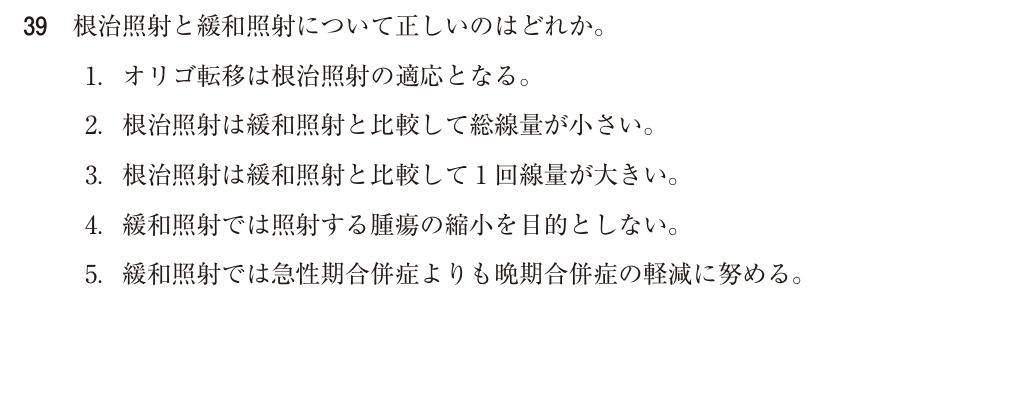 39 根治照射と緩和照射について正しいのはどれか。
1. オリゴ転移は根治照射の適応となる。
2. 根治照射は緩和照射と比較して総線量が小さい。
3. 根治照射は緩和照射と比較して1回線量が大きい。
4. 緩和照射では照射する腫瘍の縮小を目的としない。
5. 緩和照射では急性期合併症よりも晩期合併症の軽減に努める。